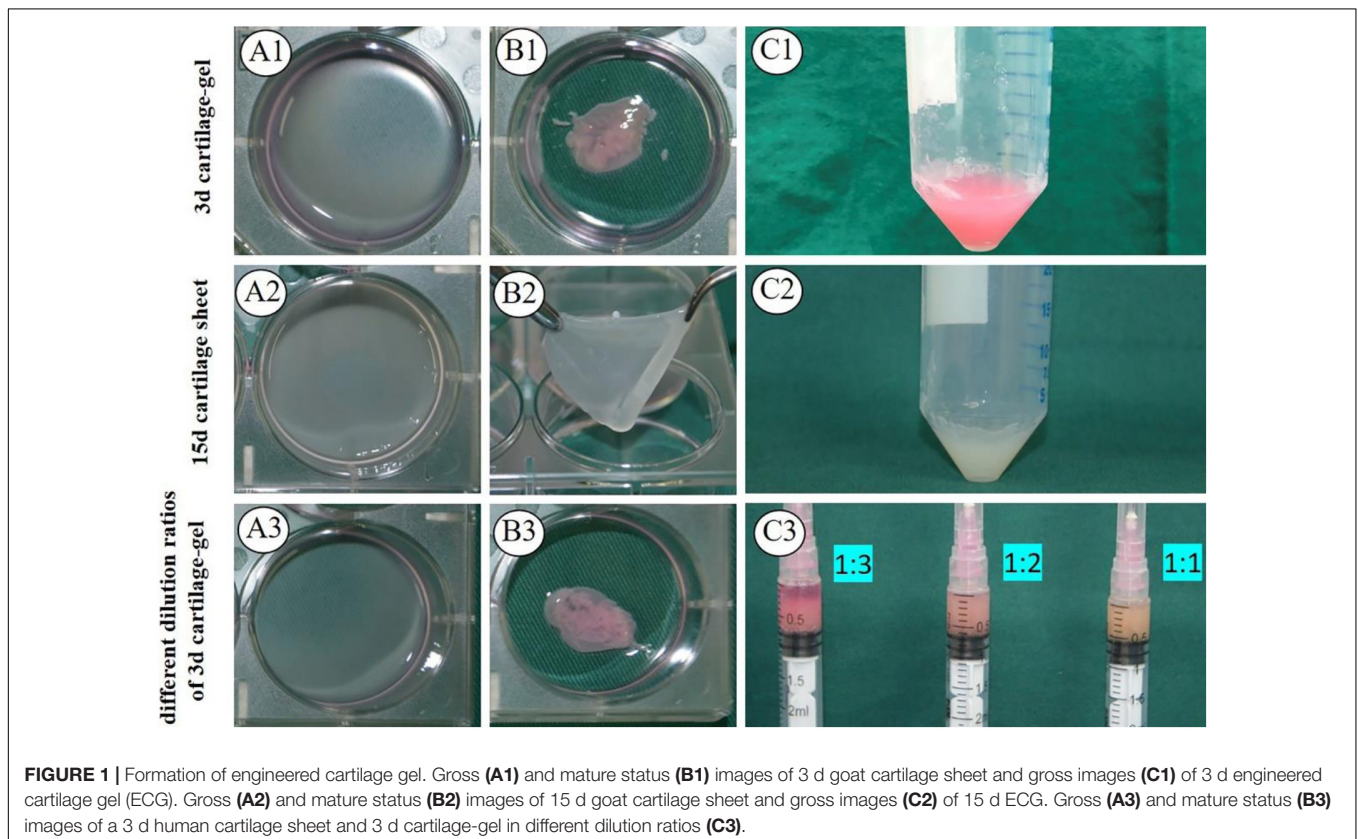 3d cartilage-gel
A1
B1
C1
15d cartilage sheet
A2
B2
C2
15
10
5
different dilution ratios
of 3d cartilage-gel
A3
B3
C3
1:3
1:2
1:1
0.5
1.5
2ml
0.5
0.5
1
FIGURE 1 | Formation of engineered cartilage gel. Gross (A1) and mature status (B1) images of 3 d goat cartilage sheet and gross images (C1) of 3 d engineered
cartilage gel (ECG). Gross (A2) and mature status (B2) images of 15 d goat cartilage sheet and gross images (C2) of 15 d ECG. Gross (A3) and mature status (B3)
images of a 3 d human cartilage sheet and 3 d cartilage-gel in different dilution ratios (C3).